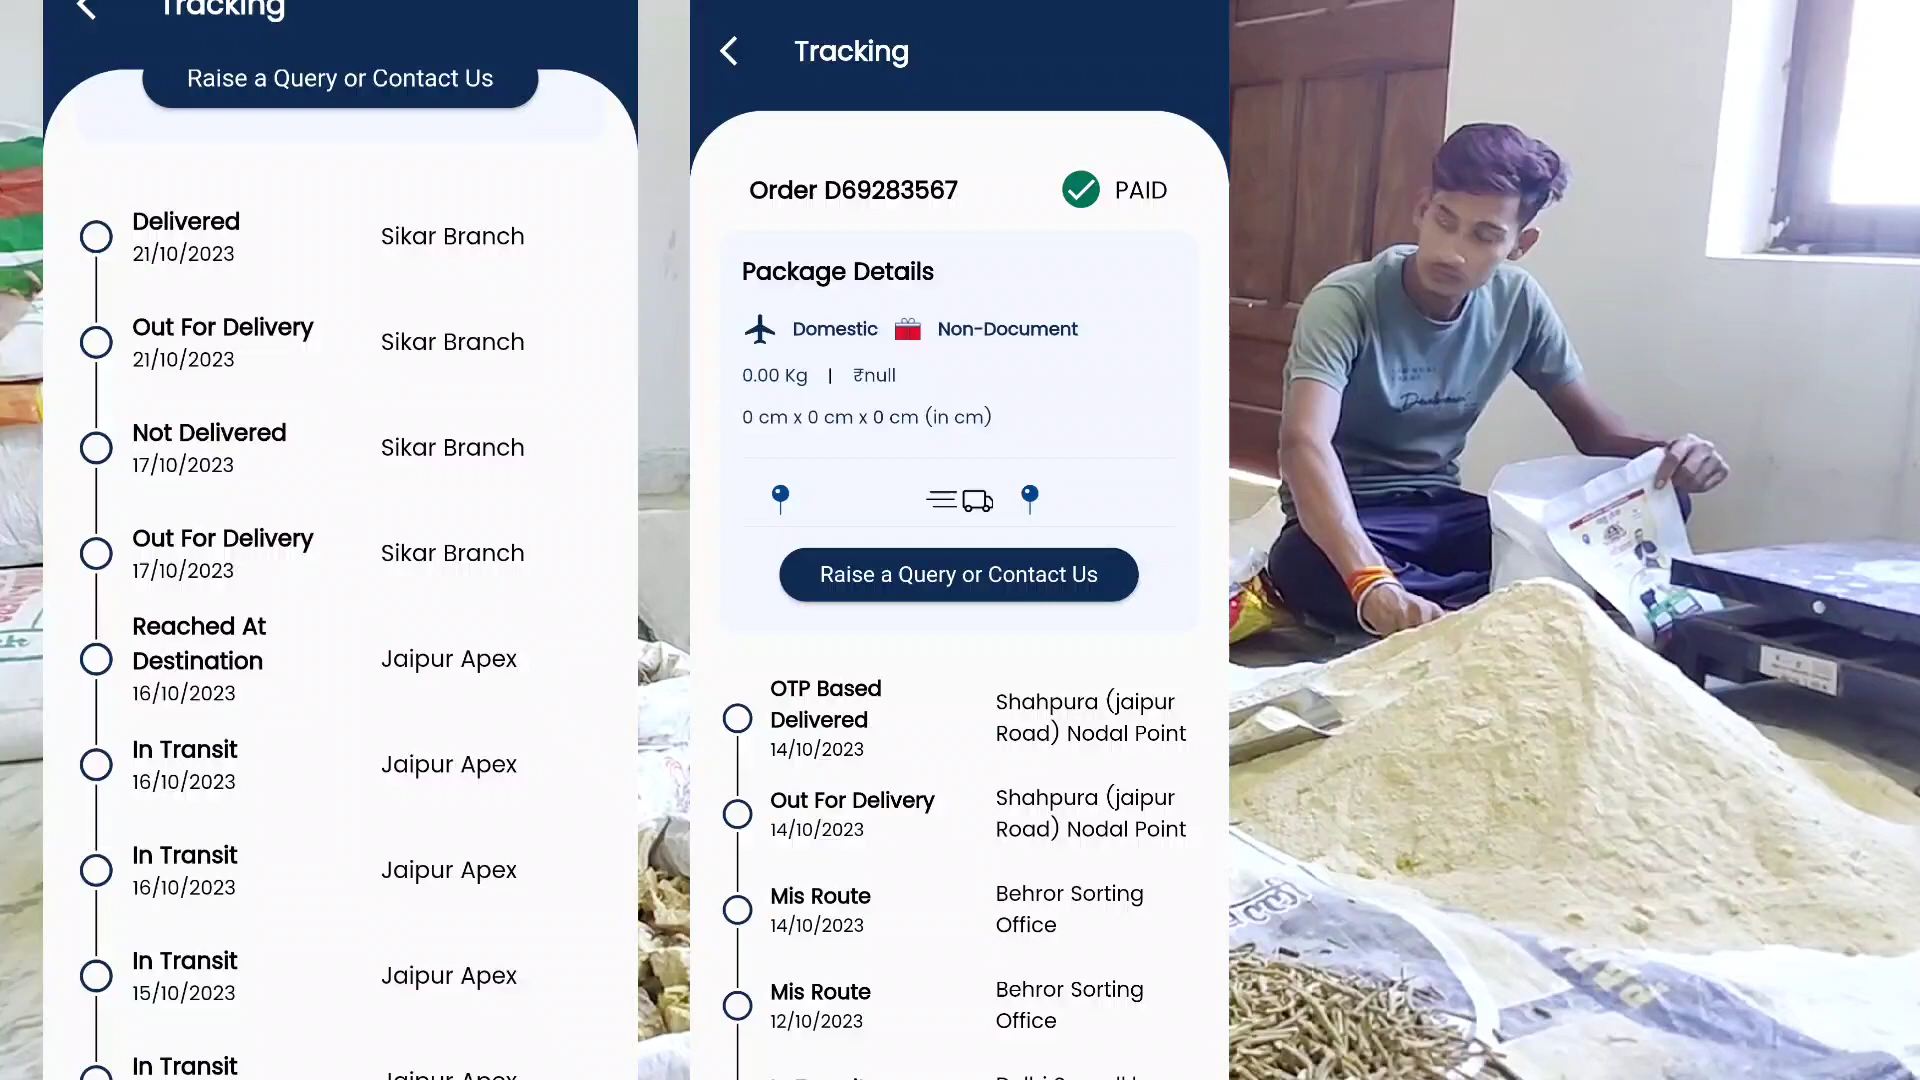 Tracking
Raise a Query or Contact Us
Delivered
21/10/2023
Sikar Branch
Out For Delivery
21/10/2023
Sikar Branch
Not Delivered
17/10/2023
Sikar Branch
Out For Delivery
17/10/2023
Sikar Branch
Reached At
Destination
16/10/2023
Jaipur Apex
In Transit
16/10/2023
Jaipur Apex
In Transit
16/10/2023
Jaipur Apex
In Transit
15/10/2023
Jaipur Apex
In Transit
Jaipur Apex
Tracking
Order D69283567
PAID
Package Details
Domestic
Non-Document
0.00 Kg | ₹null
0 cm x 0 cm x 0 cm (in cm)
Raise a Query or Contact Us
OTP Based
Delivered
14/10/2023
Shahpura (jaipur
Road) Nodal Point
Out For Delivery
14/10/2023
Shahpura (jaipur
Road) Nodal Point
Mis Route
14/10/2023
Behror Sorting
Office
Mis Route
12/10/2023
Behror Sorting
Office